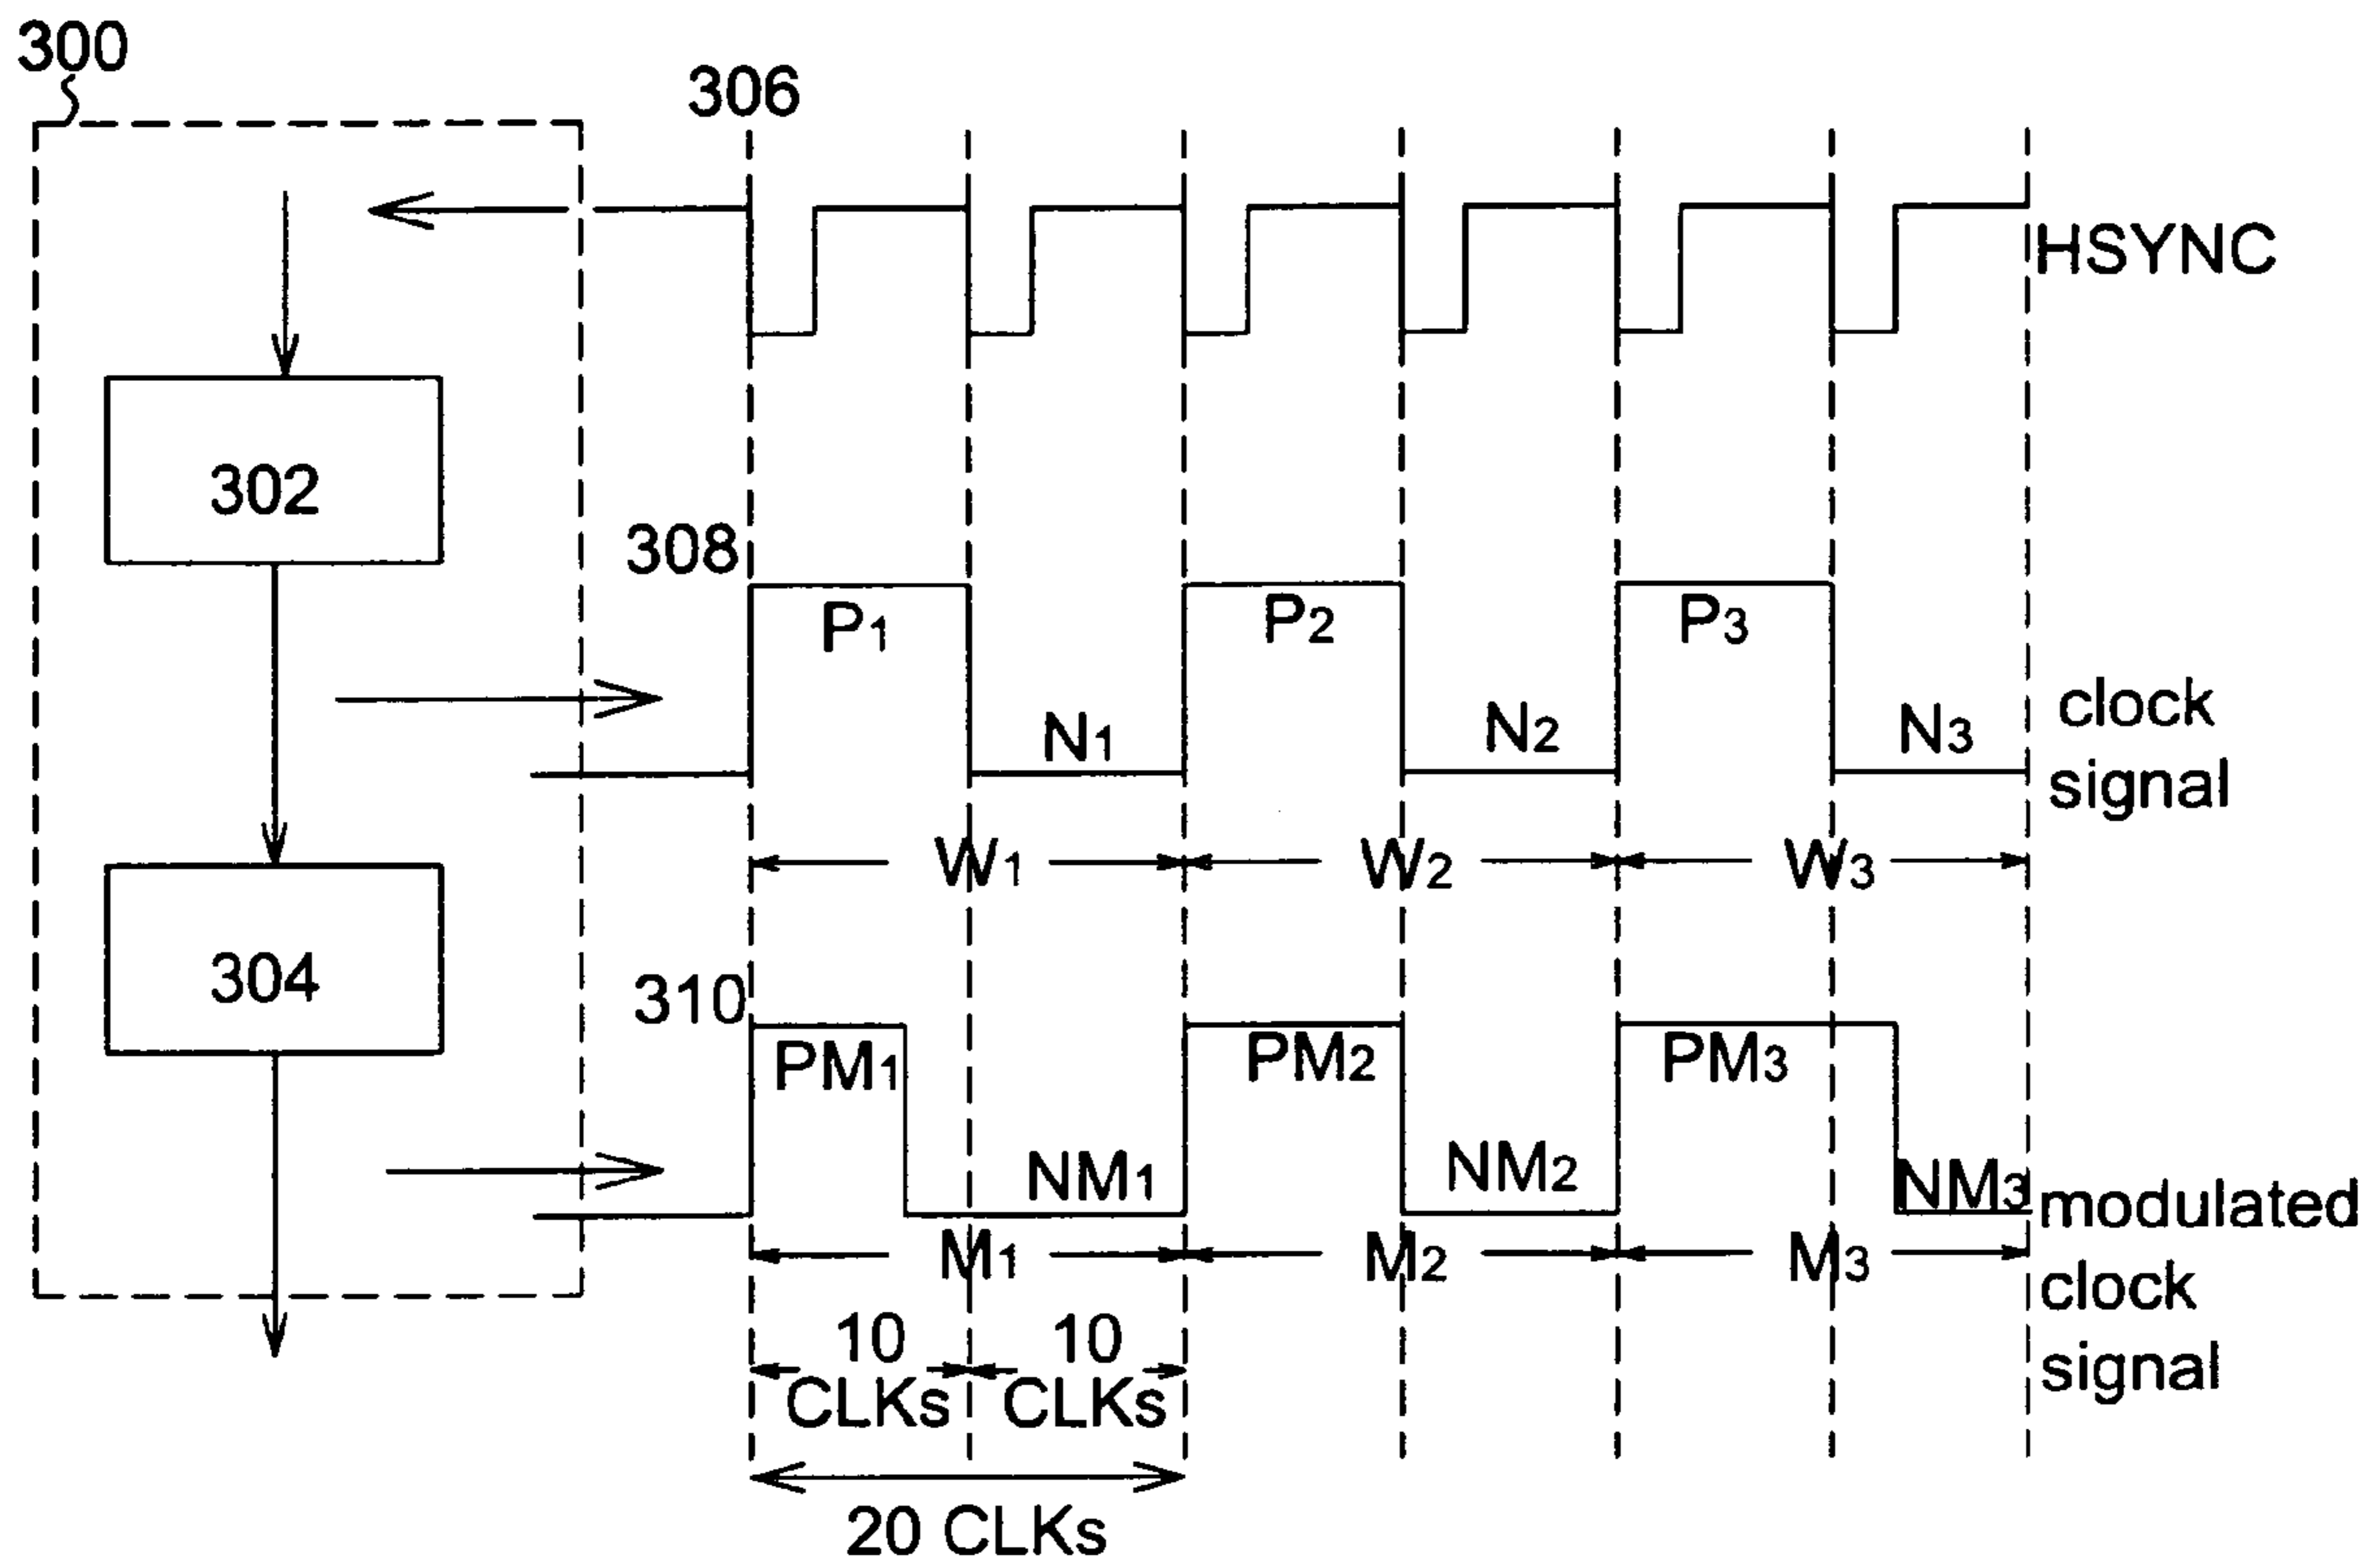 300
306
HSYNC
302
308
P1
P2
P3
N1
N2
N3
clock
signal
W1
W2
W3
304
310
PM1
PM2
PM3
NM1
NM2
NM3
modulated
clock
signal
M1
M2
M3
10
CLKs
10
CLKs
20 CLKs